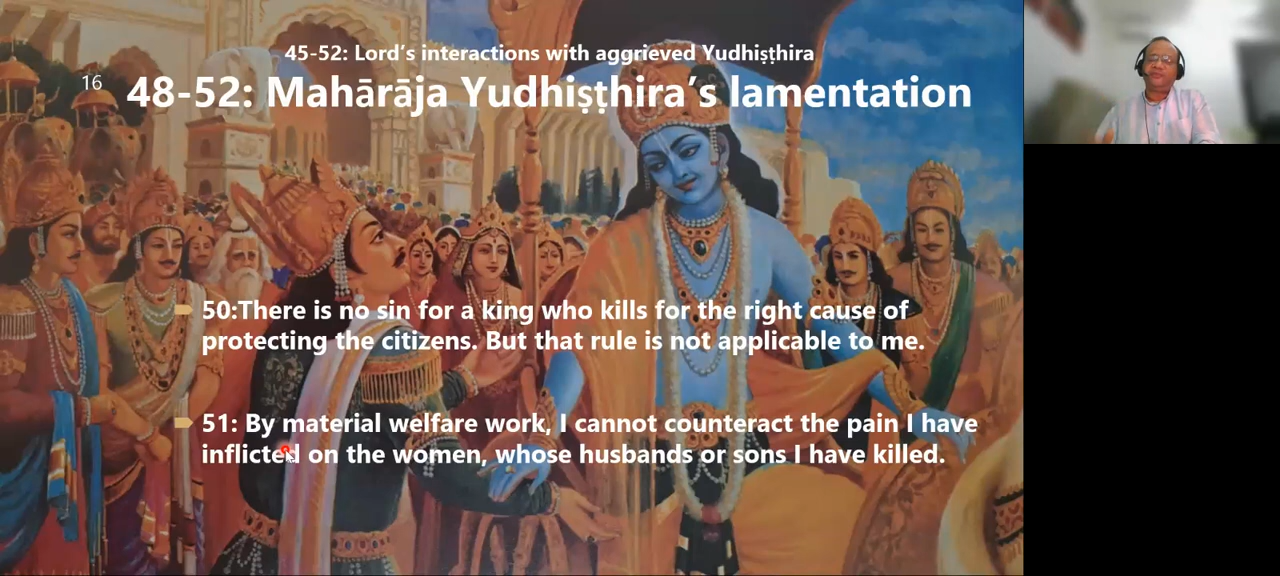 45-52: Lord’s interactions with aggrieved Yudhiṣṭhira
16
48-52: Mahārāja Yudhiṣṭhira’s lamentation
50:There is no sin for a king who kills for the right cause of
protecting the citizens. But that rule is not applicable to me.
51: By material welfare work, I cannot counteract the pain I have
inflicted on the women, whose husbands or sons I have killed.